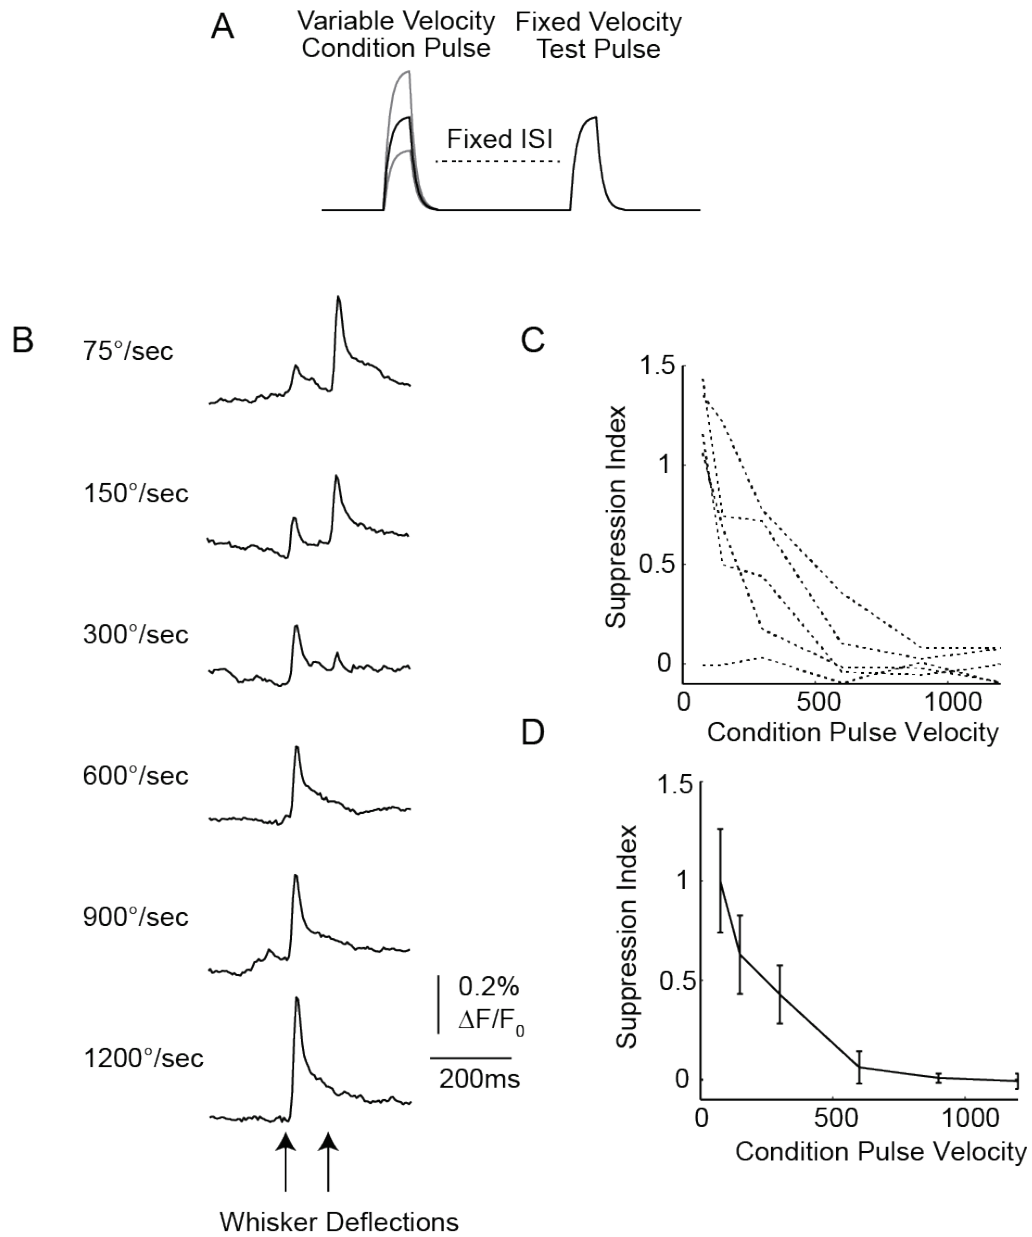 A
Variable Velocity
Condition Pulse
Fixed Velocity
Test Pulse
Fixed ISI
B
75°/sec
150°/sec
300°/sec
600°/sec
900°/sec
1200°/sec
0.2%
ΔF/F0
200ms
Whisker Deflections
C
Suppression Index
1.5
1
0.5
0
0
500
1000
Condition Pulse Velocity
D
Suppression Index
1.5
1
0.5
0
0
500
1000
Condition Pulse Velocity